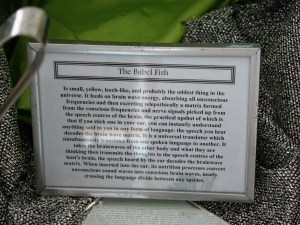 The Babel Fish
Is small, yellow, leech-like, and probably the oddest thing in the
universe. It feeds on brain wave energy, absorbing all unconscious
frequencies and then excreting telepathically a matrix formed
from the conscious frequencies and nerve signals picked up from
the speech centres of the brain, the practical upshot of which is
that if you stick one in your ear, you can instantly understand
anything said to you in any form of language: the speech you hear
decodes the brain wave matrix. It is a universal translator which
simultaneously translates from one spoken language to another. It
takes the brainwaves of the other body and what they are
thinking then transmits the thoughts to the speech centres of the
host's brain, the speech heard by the ear decodes the brainwave
matrix. When inserted into the ear, its nutrition processes convert
unconscious sound waves into conscious brain waves, neatly
crossing the language divide between any species.